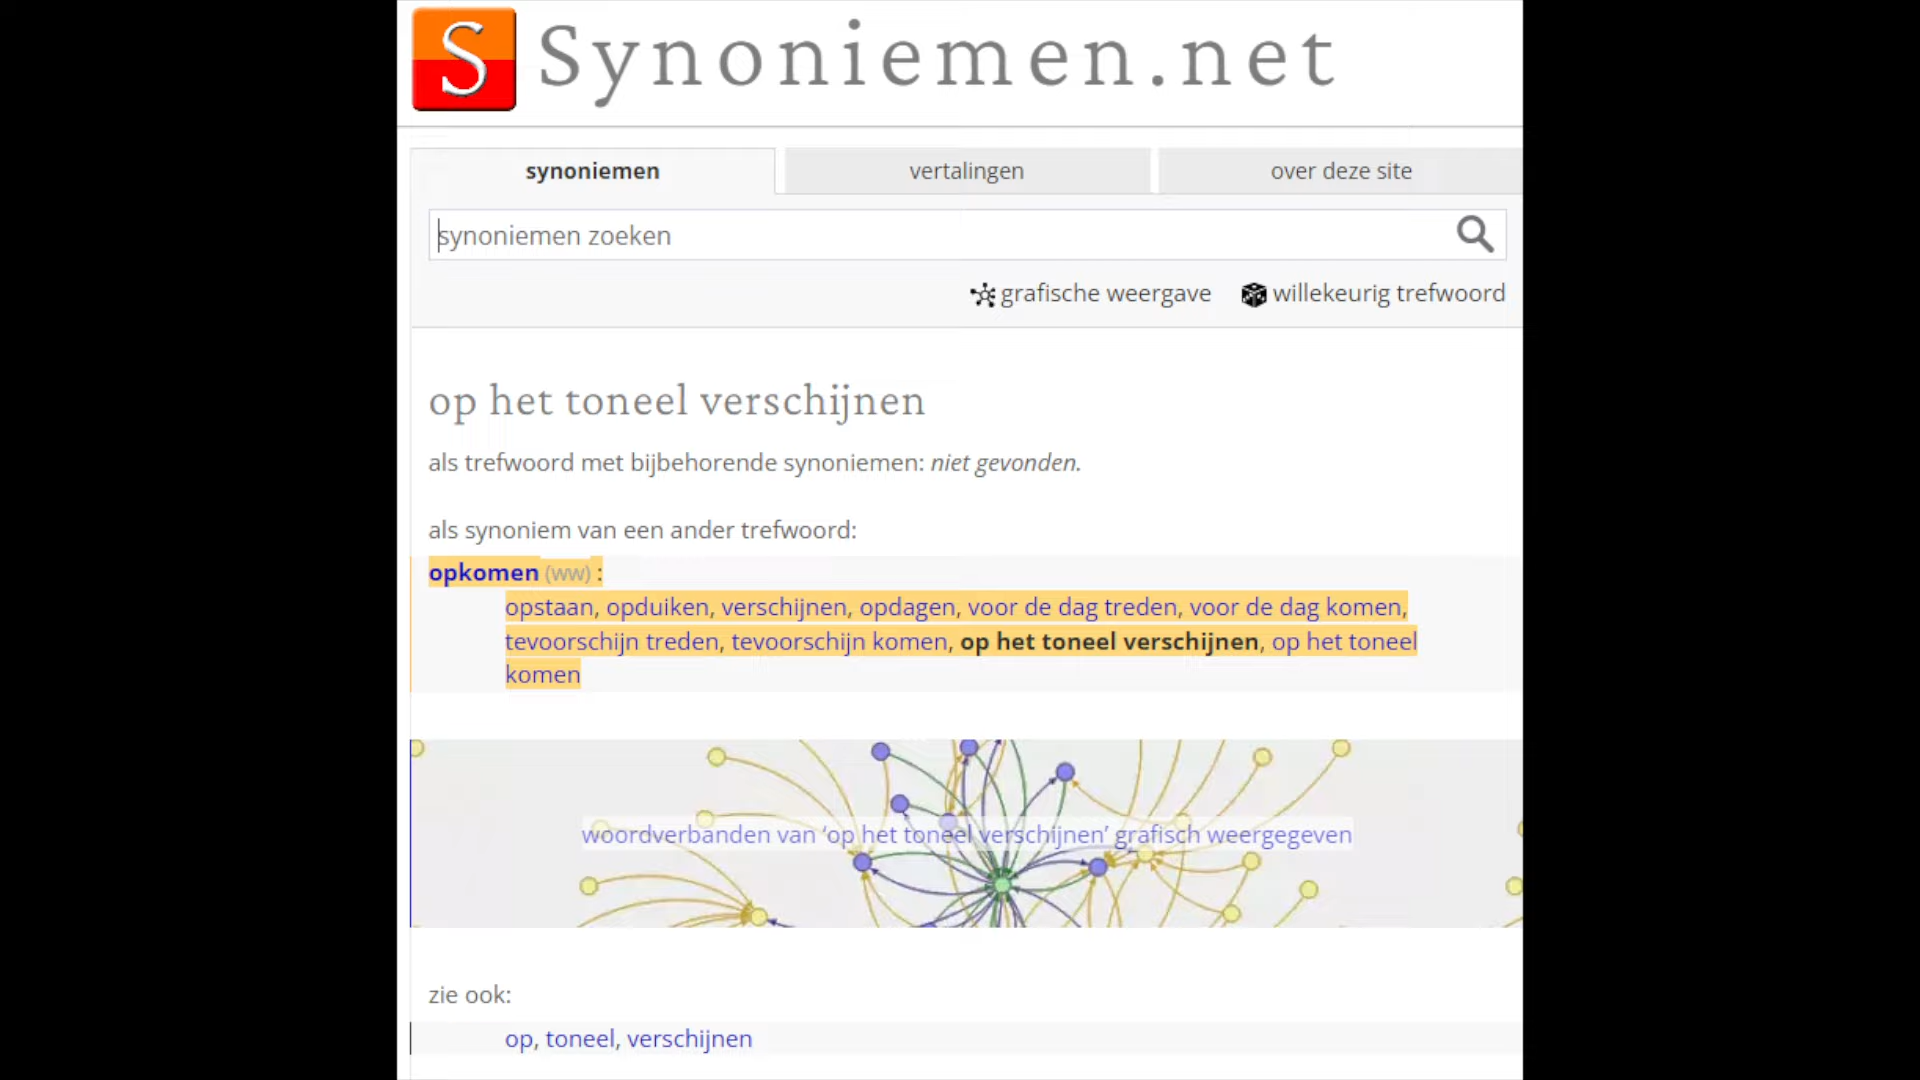 S Synoniemen.net
synoniemen vertalingen over deze site
synoniemen zoeken
grafische weergave willekeurig trefwoord
op het toneel verschijnen
als trefwoord met bijbehorende synoniemen: niet gevonden.
als synoniem van een ander trefwoord:
opkomen (ww) :
opstaan, opduiken, verschijnen, opdagen, voor de dag treden, voor de dag komen,
tevoorschijn treden, tevoorschijn komen, op het toneel verschijnen, op het toneel
komen
woordverbanden van ‘op het toneel verschijnen’ grafisch weergegeven
zie ook:
op, toneel, verschijnen